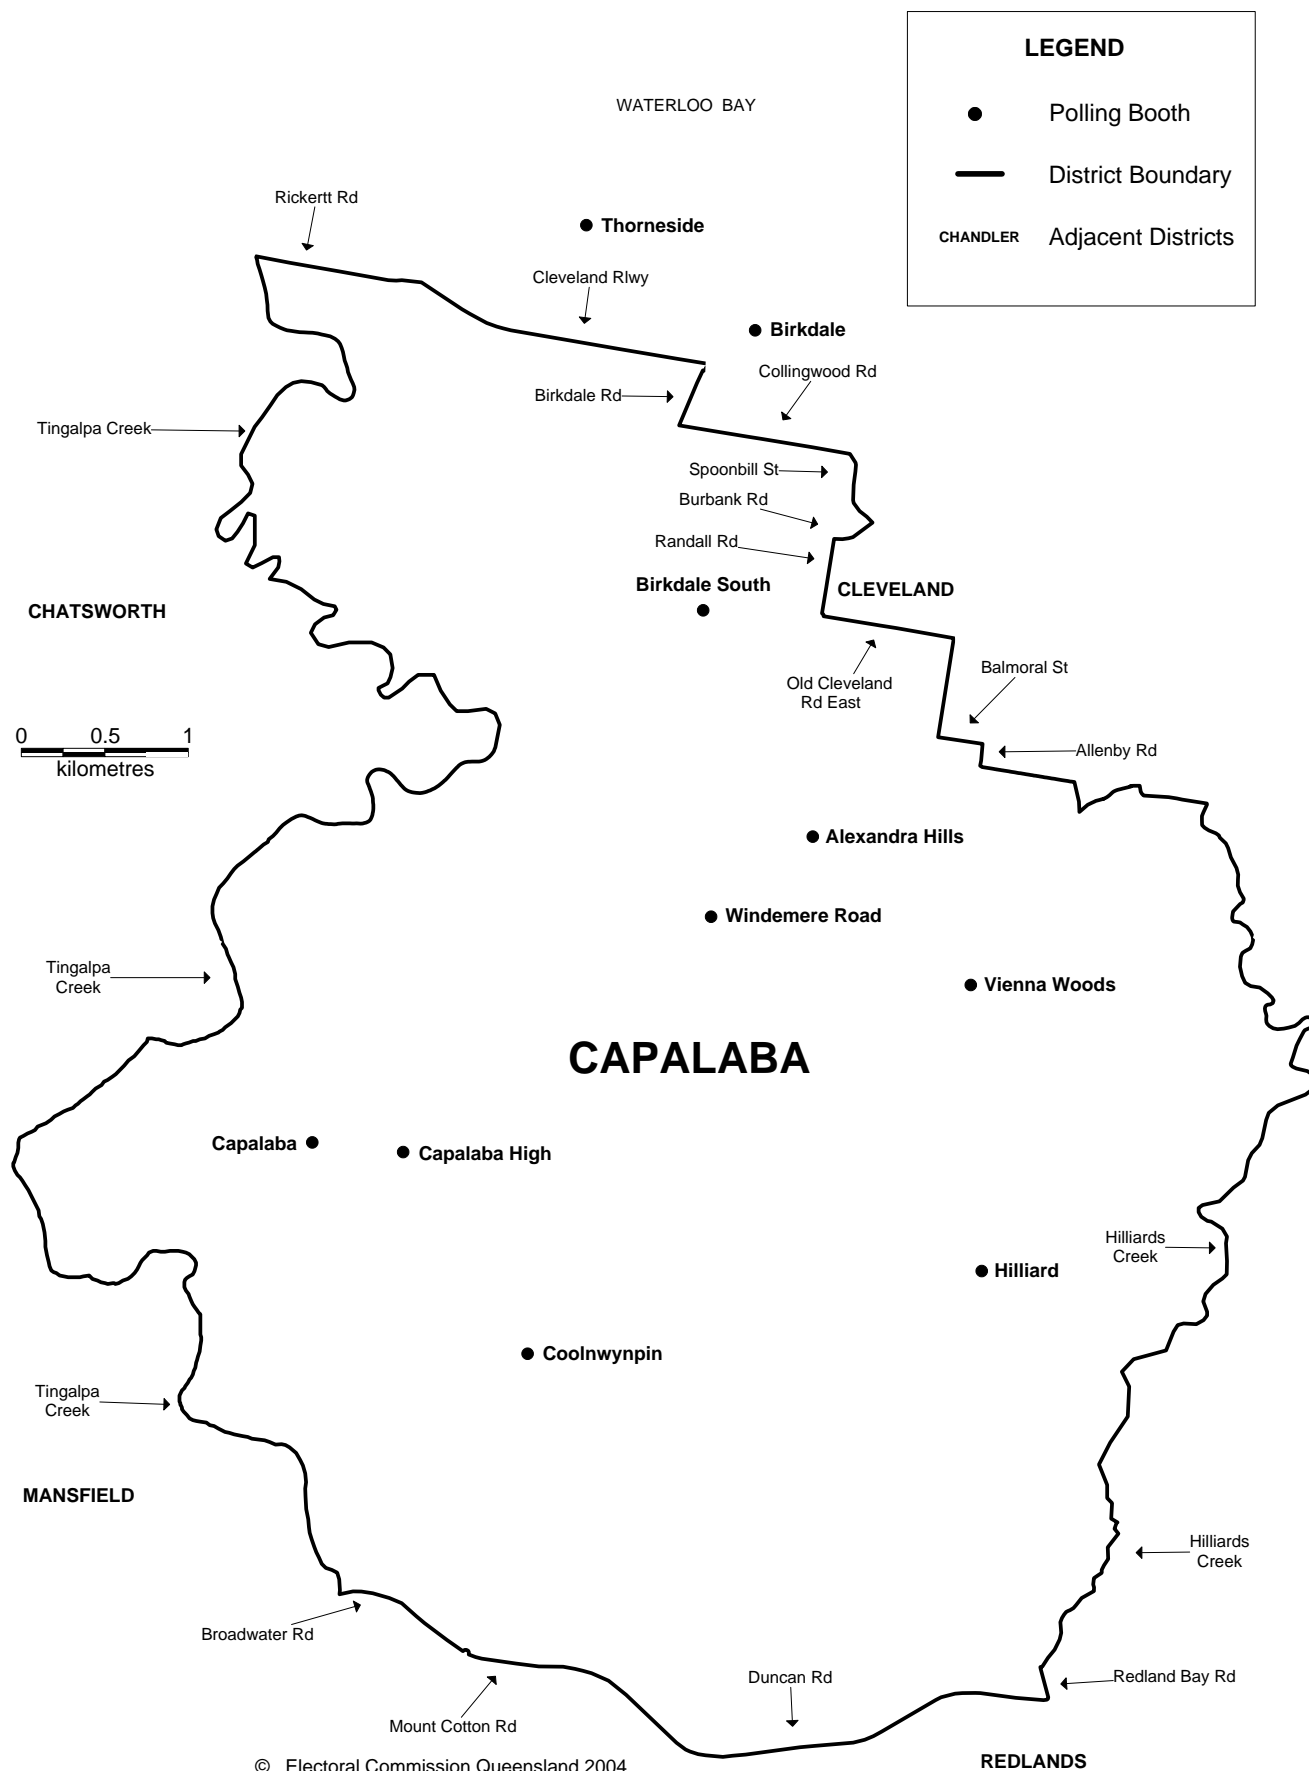 LEGEND
Polling Booth
District Boundary
CHANDLER Adjacent Districts
WATERLOO BAY
Rickertt Rd
Thorneside
Cleveland Rlwy
Birkdale
Collingwood Rd
Birkdale Rd
Tingalpa Creek
Spoonbill St
Burbank Rd
Randall Rd
Birkdale South
CLEVELAND
CHATSWORTH
Old Cleveland
Rd East
Balmoral St
0 0.5 1
kilometres
Allenby Rd
Alexandra Hills
Windemere Road
Tingalpa
Creek
Vienna Woods
CAPALABA
Capalaba
Capalaba High
Hilliards
Creek
Hilliard
Coolnwynpin
Tingalpa
Creek
MANSFIELD
Hilliards
Creek
Broadwater Rd
Duncan Rd
Redland Bay Rd
Mount Cotton Rd
© Electoral Commission Queensland 2004
REDLANDS